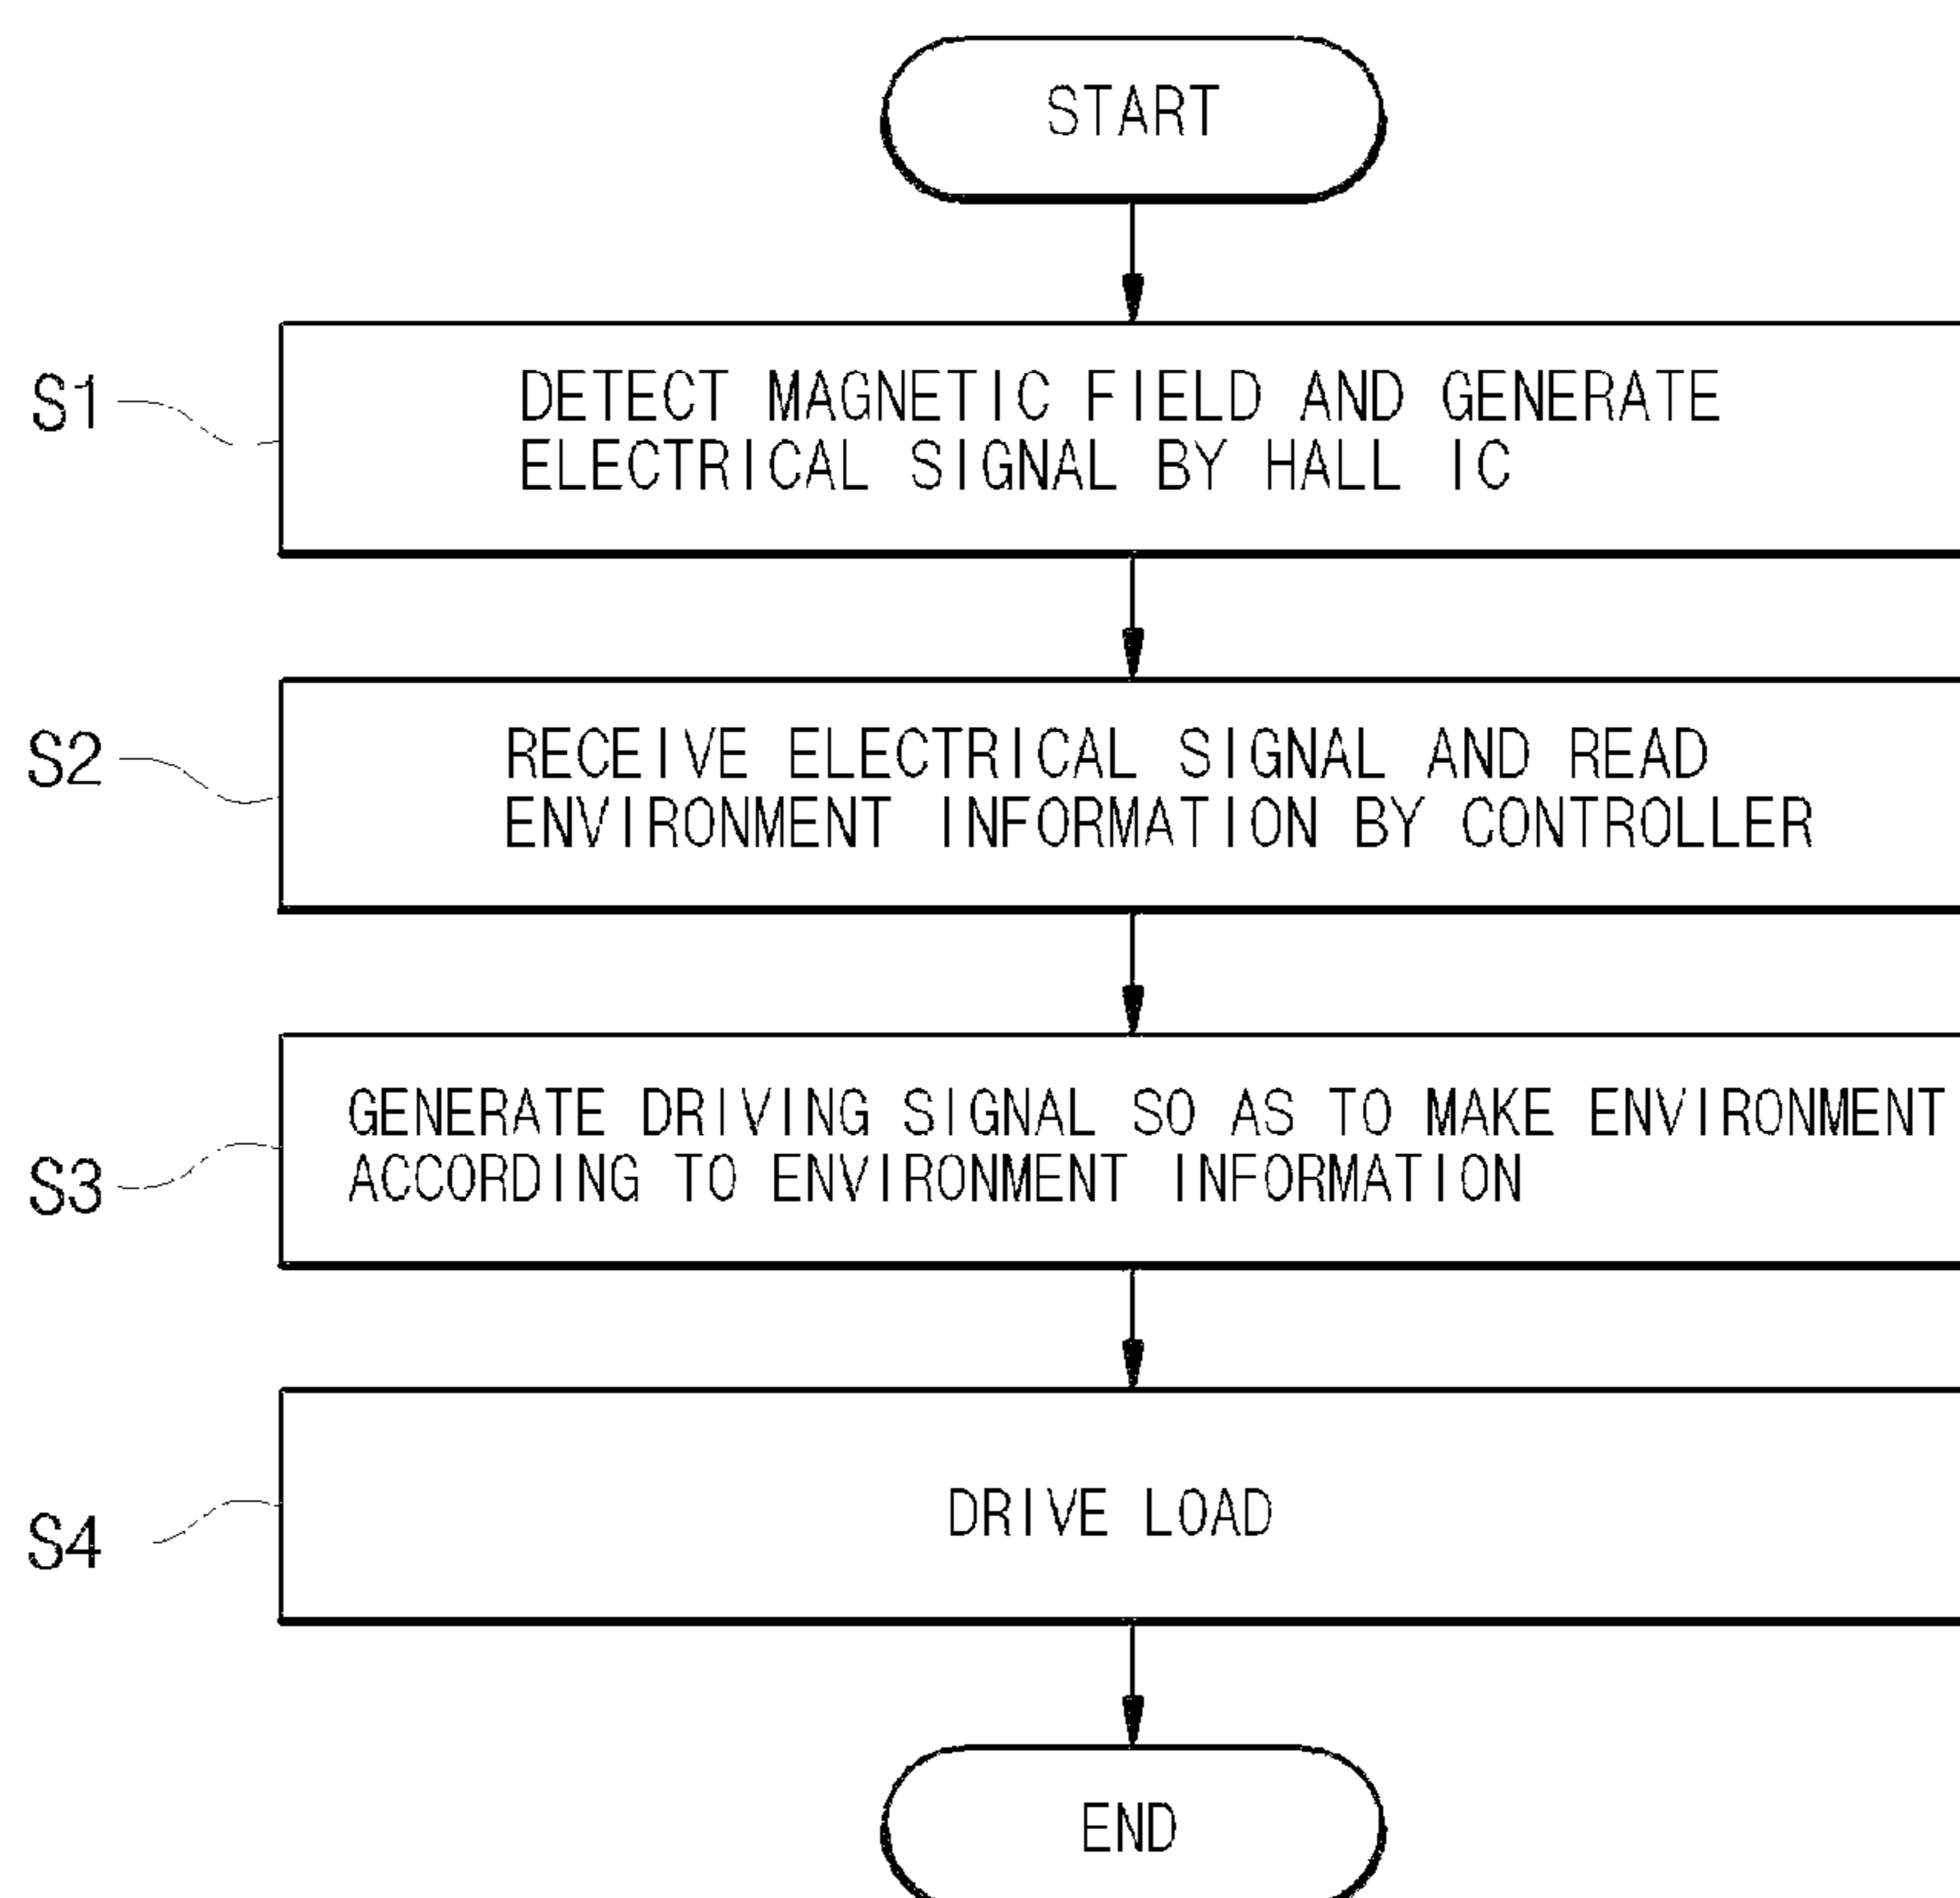 START
S1
DETECT MAGNETIC FIELD AND GENERATE
ELECTRICAL SIGNAL BY HALL IC
S2
RECEIVE ELECTRICAL SIGNAL AND READ
ENVIRONMENT INFORMATION BY CONTROLLER
S3
GENERATE DRIVING SIGNAL SO AS TO MAKE ENVIRONMENT
ACCORDING TO ENVIRONMENT INFORMATION
S4
DRIVE LOAD
END